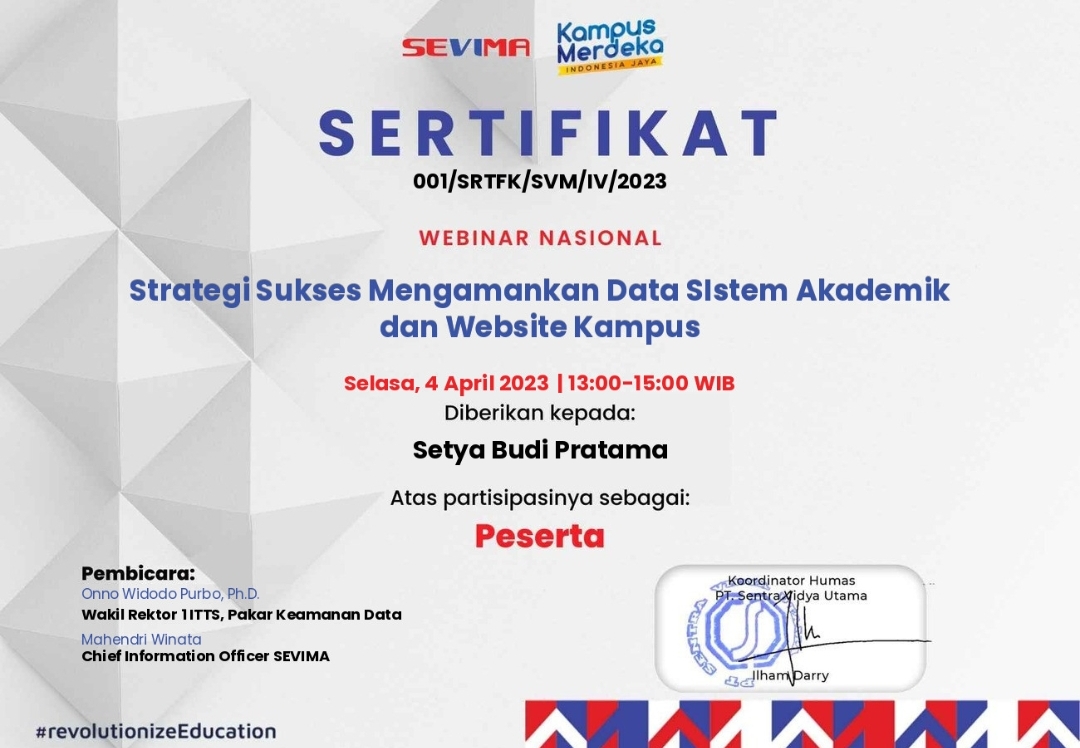 SEVIMA
Kampus
Merdeka
INDONESIA JAYA
SERTIFIKAT
001/SRTFK/SVM/IV/2023
WEBINAR NASIONAL
Strategi Sukses Mengamankan Data SIstem Akademik
dan Website Kampus
Selasa, 4 April 2023 | 13:00-15:00 WIB
Diberikan kepada:
Setya Budi Pratama
Atas partisipasinya sebagai:
Peserta
Pembicara:
Onno Widodo Purbo, Ph.D.
Wakil Rektor 1 ITTS, Pakar Keamanan Data
Mahendri Winata
Chief Information Officer SEVIMA
Koordinator Humas
PT. Sentra Vidya Utama
Ilham Darry
#revolutionizeEducation